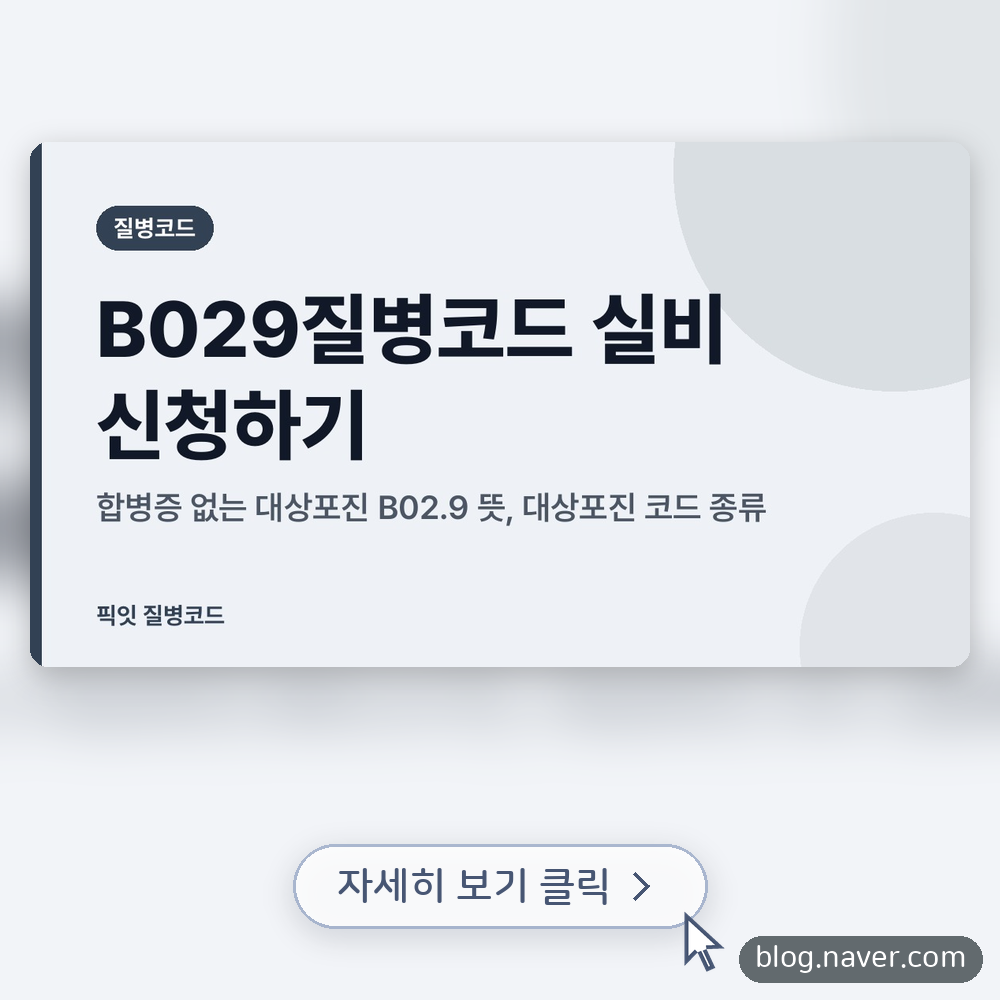 질병코드
B029질병코드 실비
신청하기
합병증 없는 대상포진 B02.9 뜻, 대상포진 코드 종류
픽잇 질병코드
자세히 보기 클릭 >
blog.naver.com